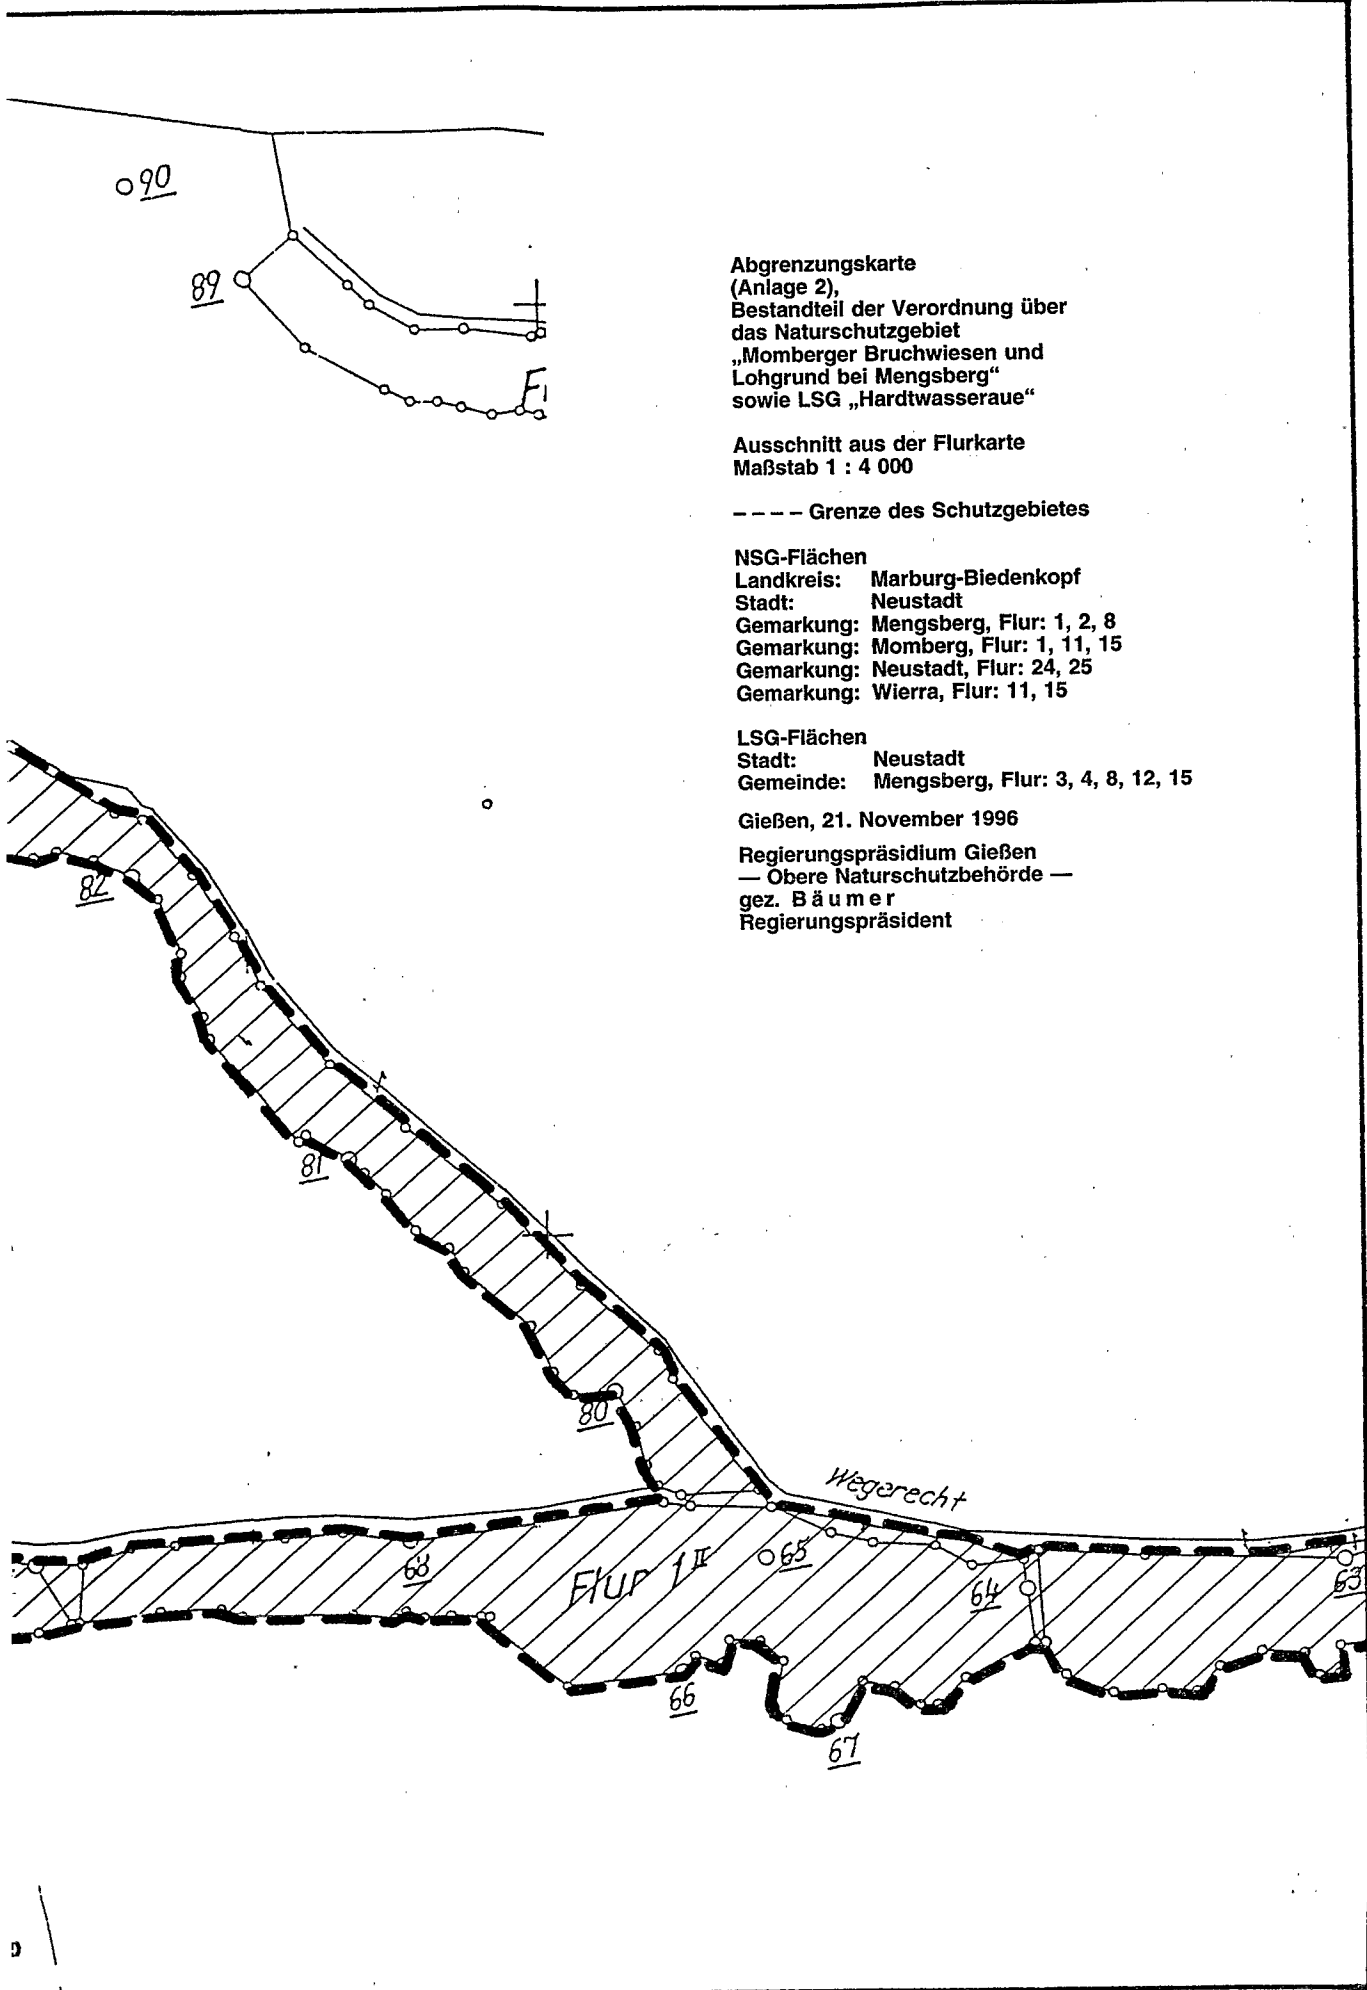 90
89
Abgrenzungskarte
(Anlage 2),
Bestandteil der Verordnung über
das Naturschutzgebiet
„Momberger Bruchwiesen und
Lohgrund bei Mengsberg“
sowie LSG „Hardtwasseraue“
Ausschnitt aus der Flurkarte
Maßstab 1 : 4 000
---- Grenze des Schutzgebietes
NSG-Flächen
Landkreis: Marburg-Biedenkopf
Stadt: Neustadt
Gemarkung: Mengsberg, Flur: 1, 2, 8
Gemarkung: Momberg, Flur: 1, 11, 15
Gemarkung: Neustadt, Flur: 24, 25
Gemarkung: Wierra, Flur: 11, 15
LSG-Flächen
Stadt: Neustadt
Gemeinde: Mengsberg, Flur: 3, 4, 8, 12, 15
Gießen, 21. November 1996
Regierungspräsidium Gießen
— Obere Naturschutzbehörde —
gez. Bäumer
Regierungspräsident
82
81
80
Wegerecht
68
Flur 1 II
65
64
63
66
67